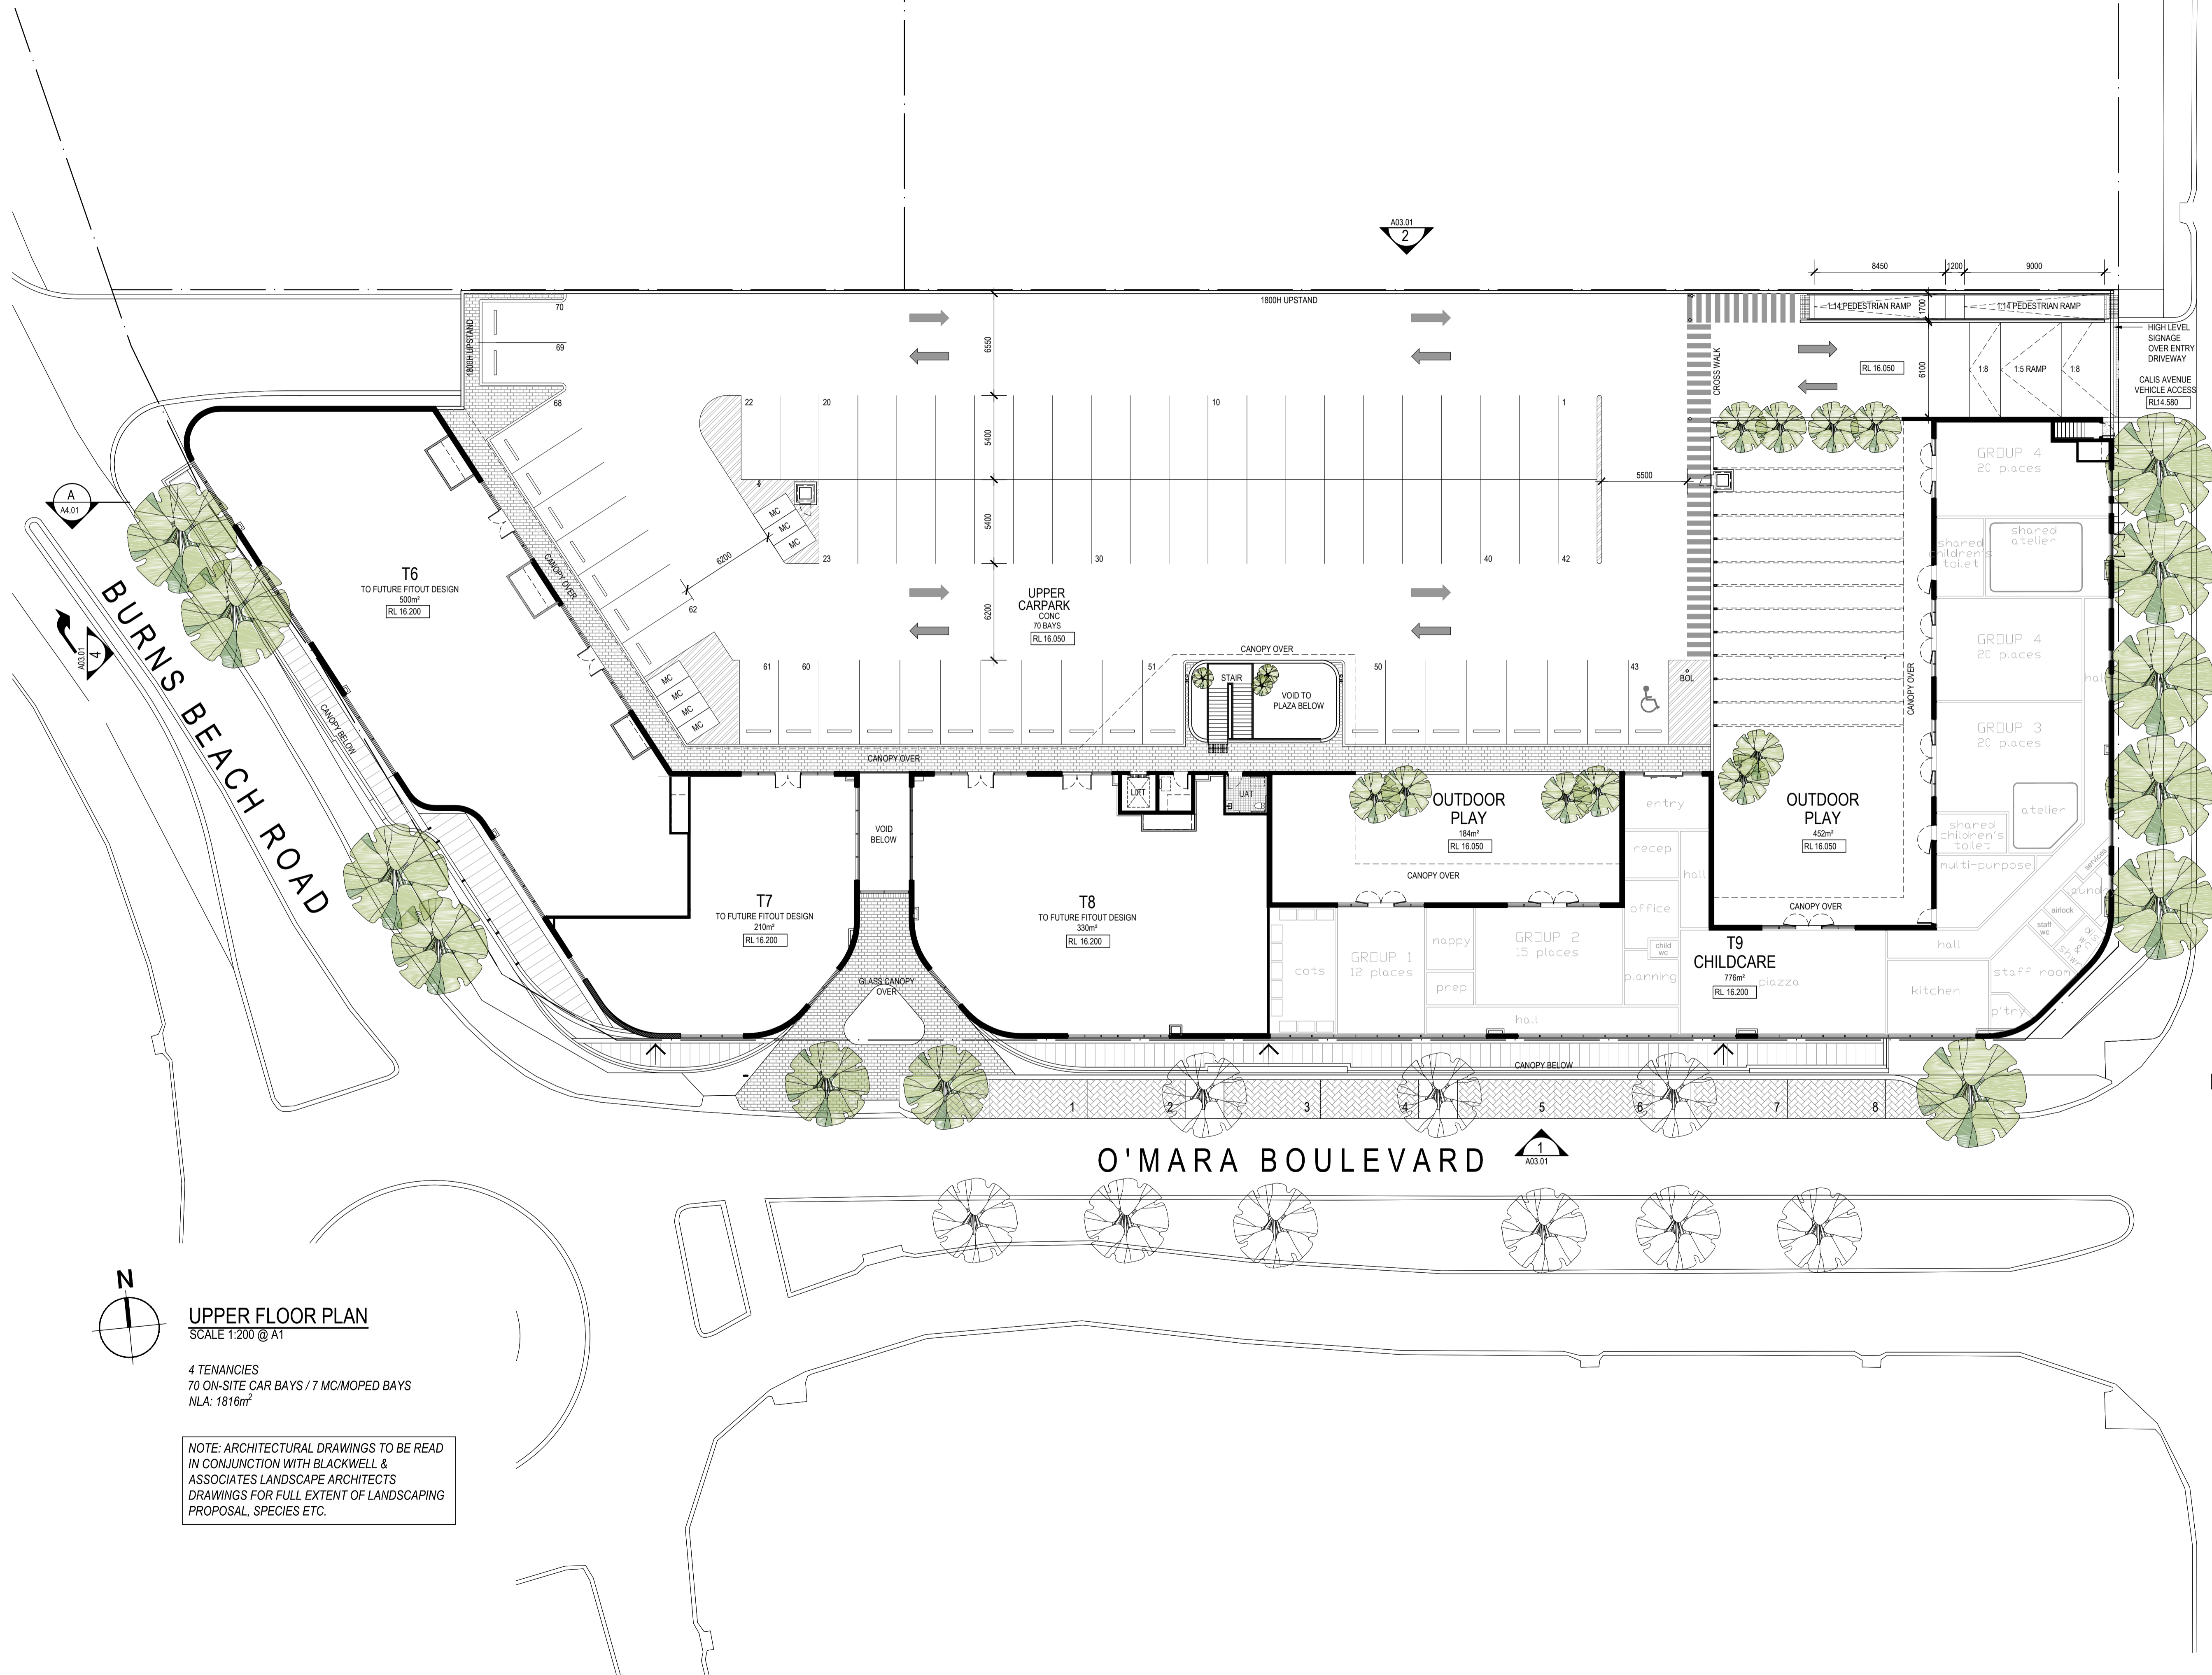 A03.01
2
8450
1200
9000
1800H UPSTAND
1:14 PEDESTRIAN RAMP
1:14 PEDESTRIAN RAMP
1700
HIGH LEVEL
SIGNAGE
OVER ENTRY
DRIVEWAY
CALIS AVENUE
VEHICLE ACCESS
RL14.580
1800H UPSTAND
70
69
68
6550
CROSS WALK
RL 16.050
6100
1:8
1:5 RAMP
1:8
22
20
10
1
5400
5400
5500
MC
MC
MC
23
30
40
42
6200
62
6200
A
A4.01
T6
TO FUTURE FITOUT DESIGN
500m²
RL 16.200
CANOPY OVER
UPPER
CARPARK
CONC
70 BAYS
RL 16.050
BURNS BEACH ROAD
A03.01
4
CANOPY BELOW
MC
MC
MC
MC
61
60
51
CANOPY OVER
STAIR
VOID TO
PLAZA BELOW
50
43
BOL
CANOPY OVER
LIFT
UAT
VOID
BELOW
OUTDOOR
PLAY
184m²
RL 16.050
CANOPY OVER
OUTDOOR
PLAY
452m²
RL 16.050
CANOPY OVER
CANOPY OVER
GROUP 4
20 places
shared
atelier
shared
children's
toilet
GROUP 4
20 places
hall
GROUP 3
20 places
atelier
shared
children's
toilet
multi-purpose
services
laundry
airlock
staff
wc
dis
wc &
shwr
hall
staff room
kitchen
p'try
entry
recep
hall
office
child
wc
planning
T7
TO FUTURE FITOUT DESIGN
210m²
RL 16.200
T8
TO FUTURE FITOUT DESIGN
330m²
RL 16.200
GLASS CANOPY
OVER
cots
GROUP 1
12 places
nappy
prep
GROUP 2
15 places
hall
T9
CHILDCARE
776m²
RL 16.200
piazza
CANOPY BELOW
1
2
3
4
5
6
7
8
O'MARA BOULEVARD
1
A03.01
N
UPPER FLOOR PLAN
SCALE 1:200 @ A1
4 TENANCIES
70 ON-SITE CAR BAYS / 7 MC/MOPED BAYS
NLA: 1816m²
NOTE: ARCHITECTURAL DRAWINGS TO BE READ
IN CONJUNCTION WITH BLACKWELL &
ASSOCIATES LANDSCAPE ARCHITECTS
DRAWINGS FOR FULL EXTENT OF LANDSCAPING
PROPOSAL, SPECIES ETC.